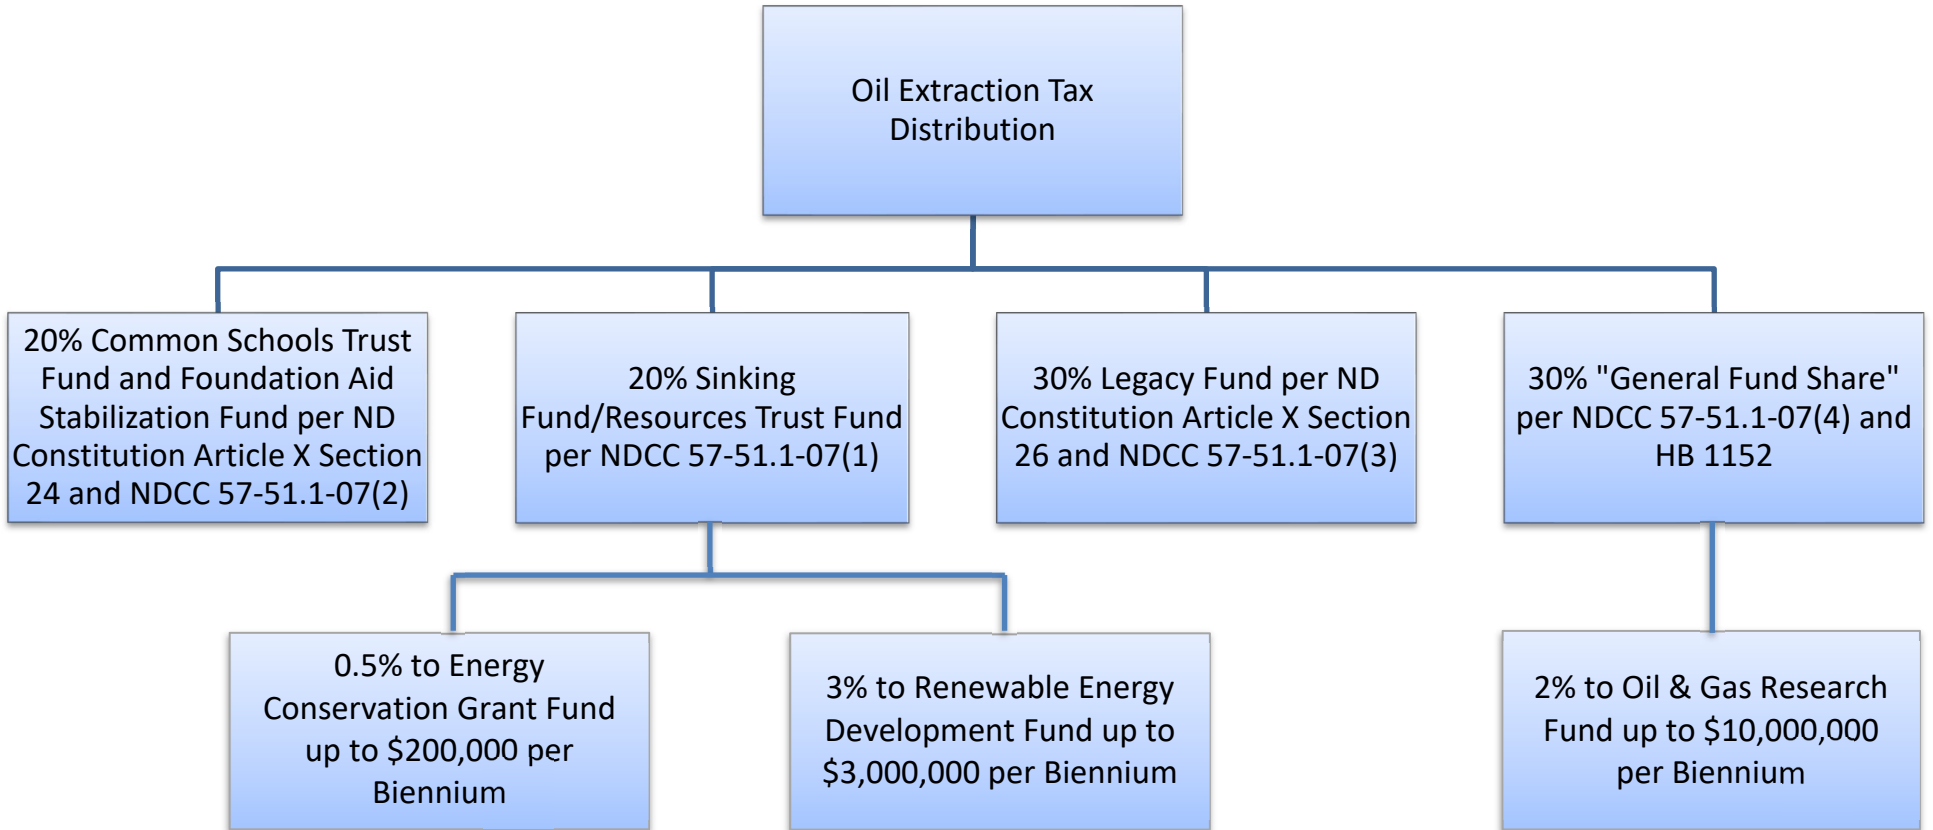 Oil Extraction Tax
Distribution
20% Common Schools Trust
Fund and Foundation Aid
Stabilization Fund per ND
Constitution Article X Section
24 and NDCC 57-51.1-07(2)
20% Sinking
Fund/Resources Trust Fund
per NDCC 57-51.1-07(1)
30% Legacy Fund per ND
Constitution Article X Section
26 and NDCC 57-51.1-07(3)
30% "General Fund Share"
per NDCC 57-51.1-07(4) and
HB 1152
0.5% to Energy
Conservation Grant Fund
up to $200,000 per
Biennium
3% to Renewable Energy
Development Fund up to
$3,000,000 per Biennium
2% to Oil & Gas Research
Fund up to $10,000,000
per Biennium